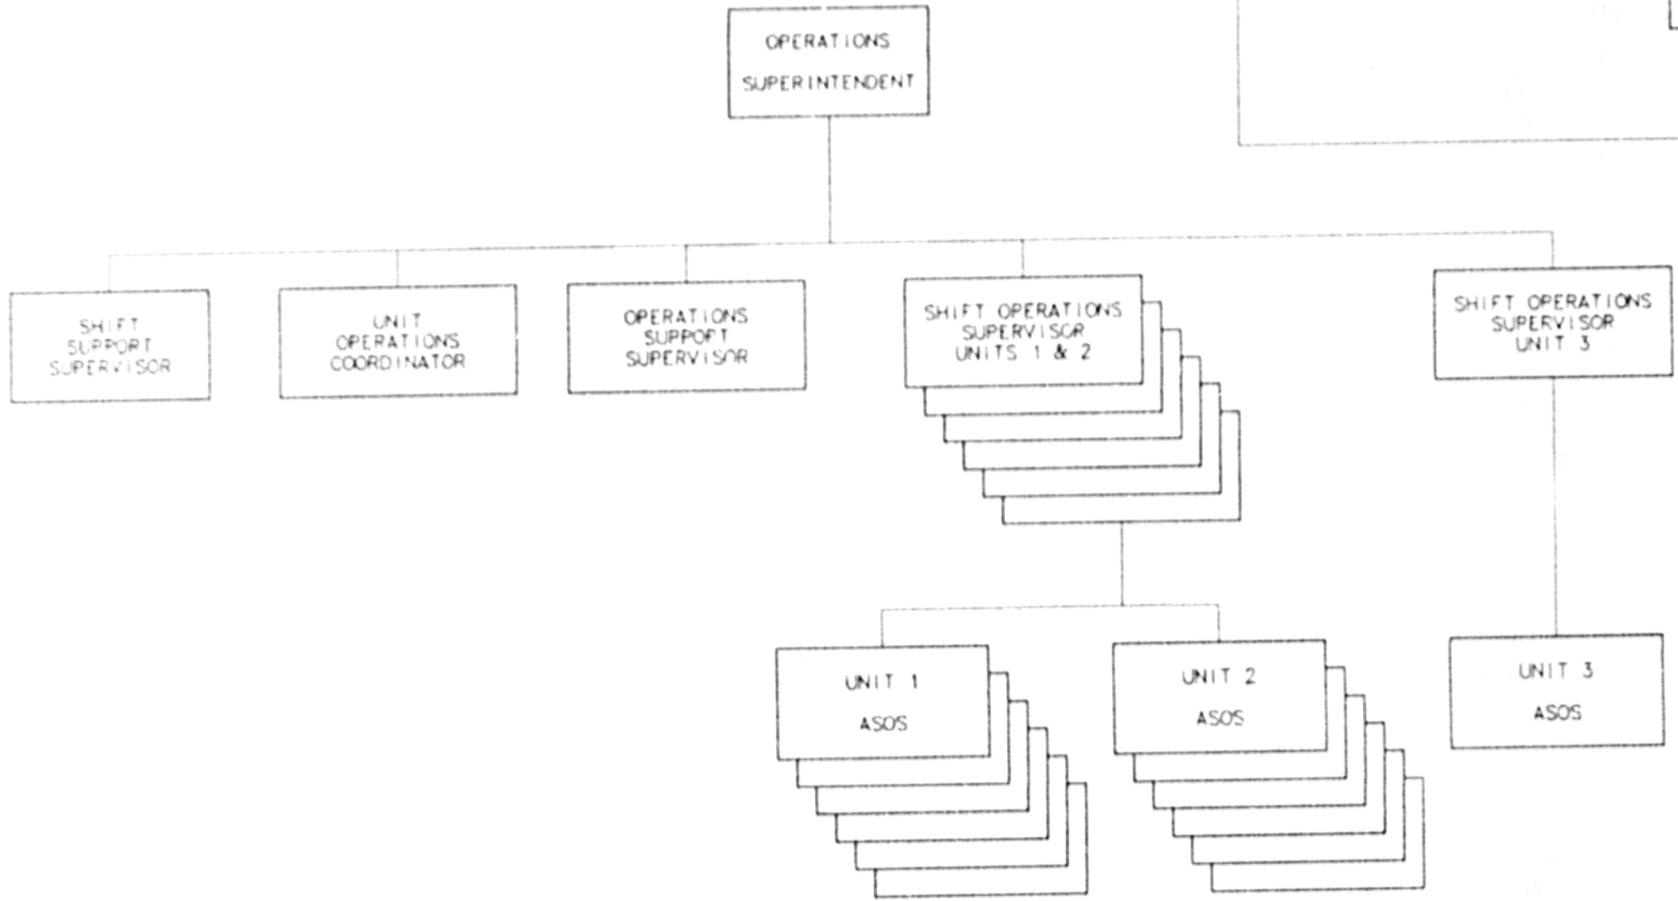 OPERATIONS
SUPERINTENDENT
SHIFT
SUPPORT
SUPERVISOR
UNIT
OPERATIONS
COORDINATOR
OPERATIONS
SUPPORT
SUPERVISOR
SHIFT OPERATIONS
SUPERVISOR
UNITS 1 & 2
SHIFT OPERATIONS
SUPERVISOR
UNIT 3
UNIT 1
ASOS
UNIT 2
ASOS
UNIT 3
ASOS